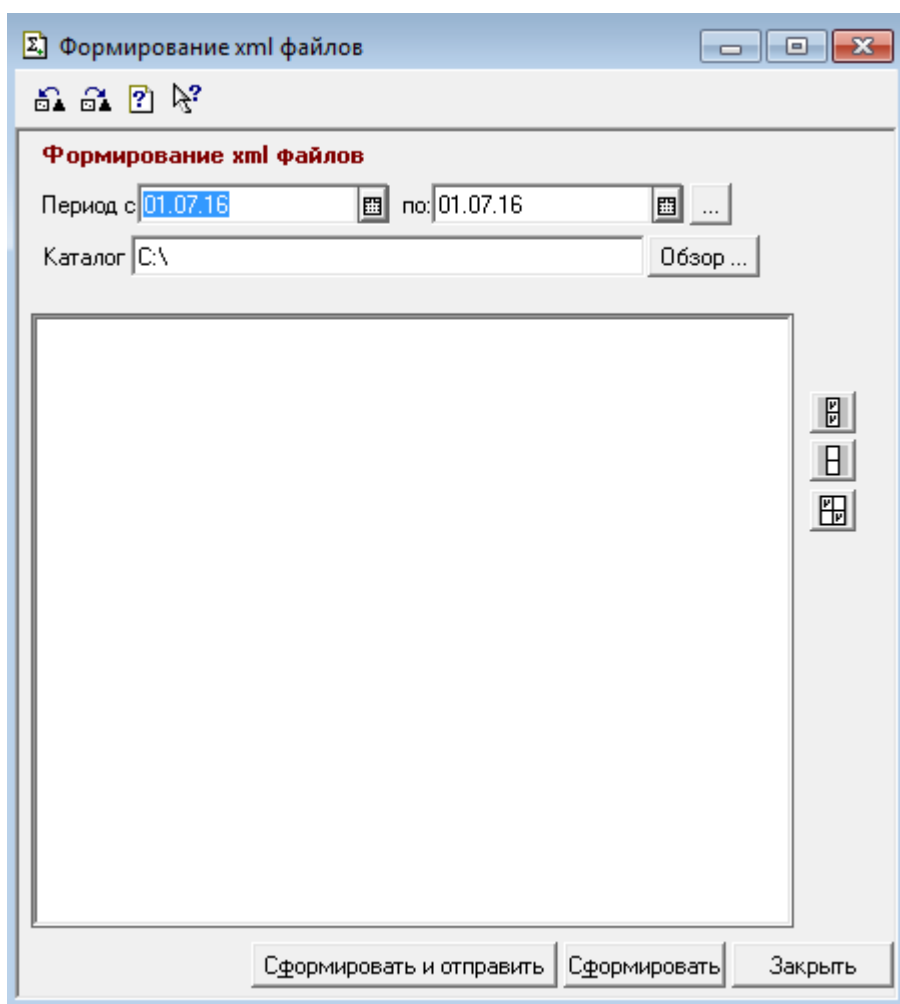 Формирование xml файлов
Формирование xml файлов
Период с 01.07.16 по: 01.07.16 ...
Каталог C:\ Обзор ...
Сформировать и отправить Сформировать Закрыть